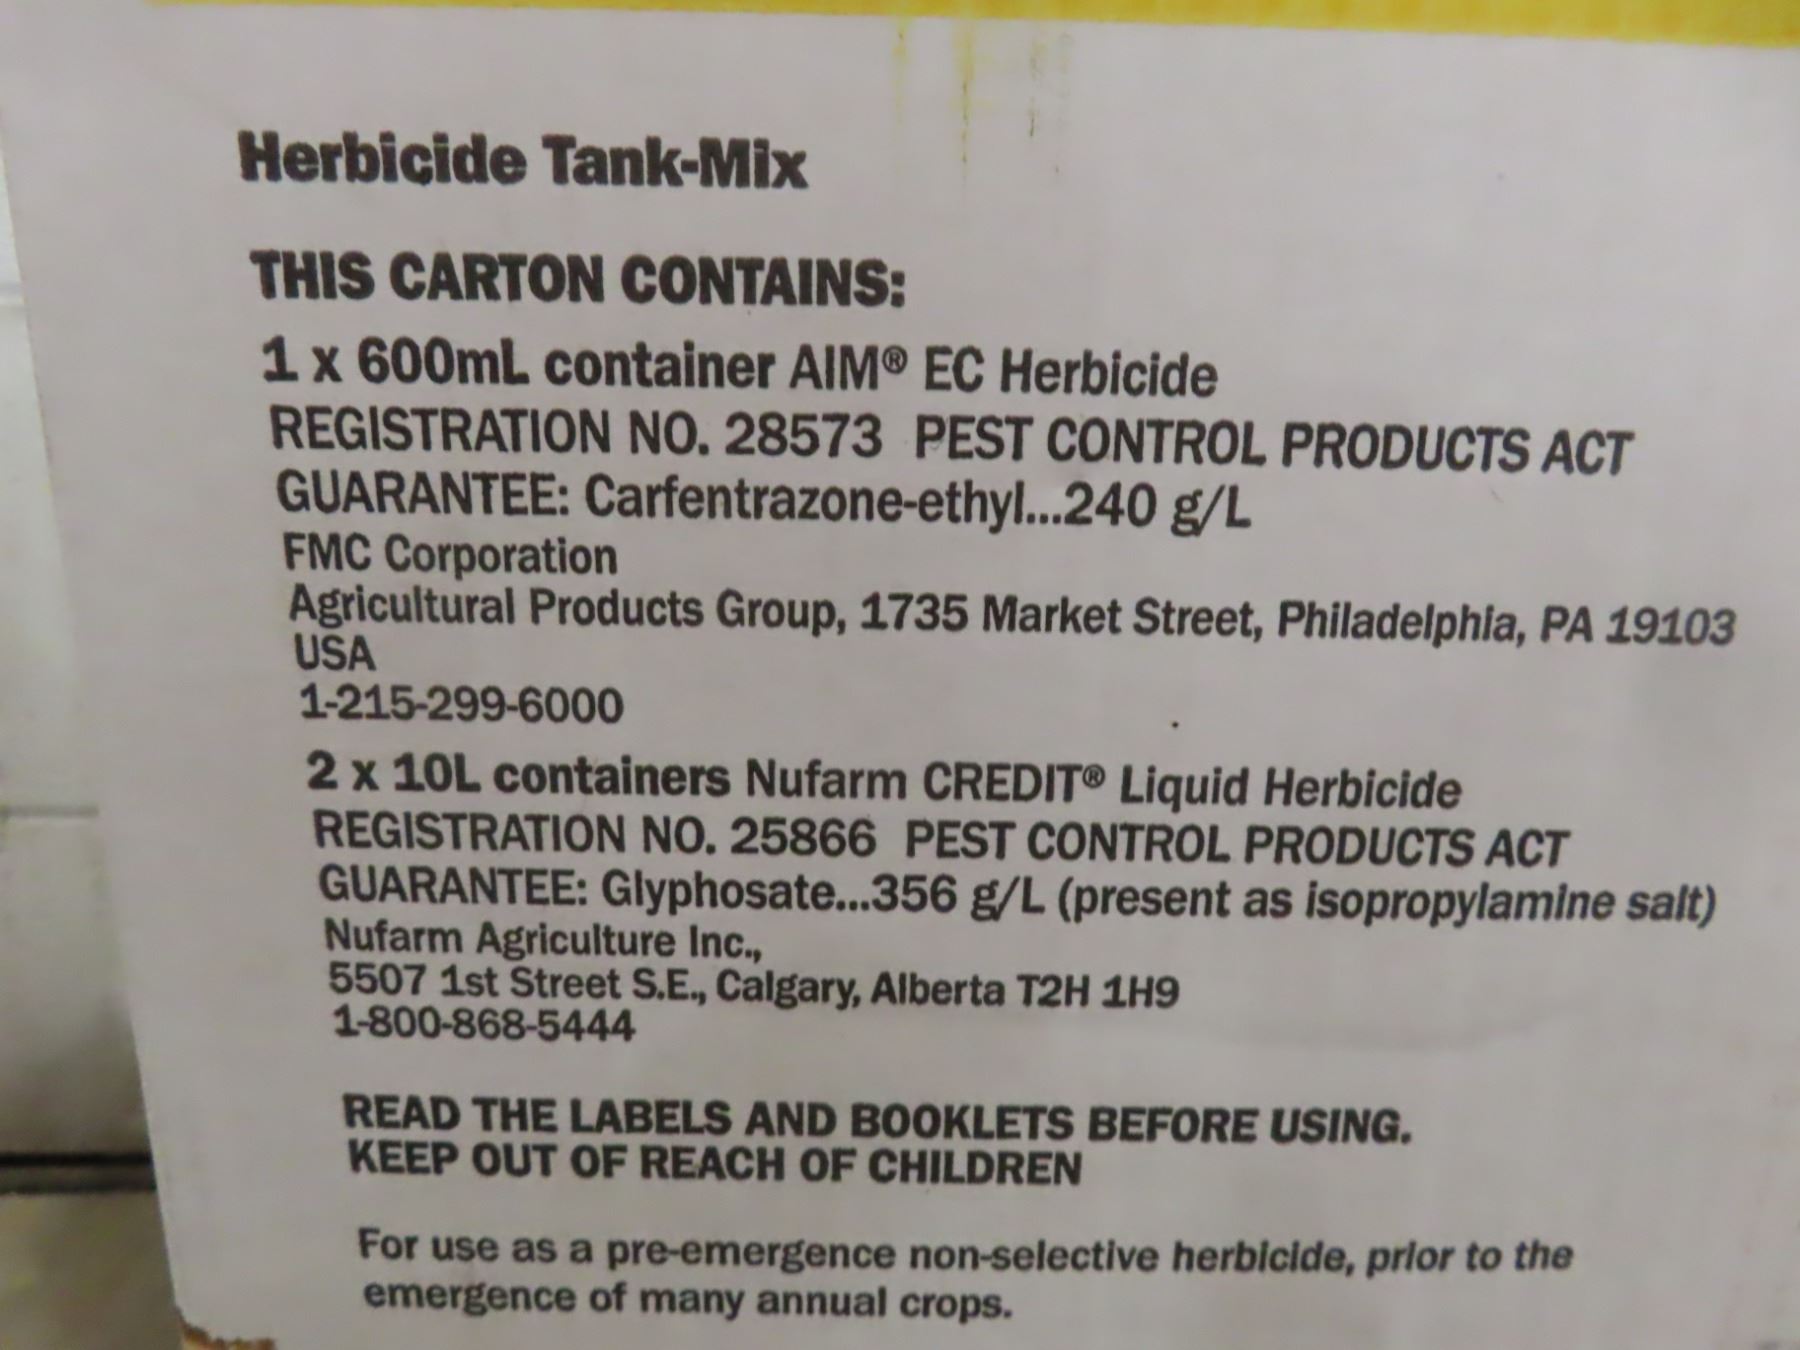 Herbicide Tank-Mix
THIS CARTON CONTAINS:
1 x 600mL container AIM® EC Herbicide
REGISTRATION NO. 28573 PEST CONTROL PRODUCTS ACT
GUARANTEE: Carfentrazone-ethyl...240 g/L
FMC Corporation
Agricultural Products Group, 1735 Market Street, Philadelphia, PA 19103
USA
1-215-299-6000
2 x 10L containers Nufarm CREDIT® Liquid Herbicide
REGISTRATION NO. 25866 PEST CONTROL PRODUCTS ACT
GUARANTEE: Glyphosate...356 g/L (present as isopropylamine salt)
Nufarm Agriculture Inc.,
5507 1st Street S.E., Calgary, Alberta T2H 1H9
1-800-868-5444
READ THE LABELS AND BOOKLETS BEFORE USING.
KEEP OUT OF REACH OF CHILDREN
For use as a pre-emergence non-selective herbicide, prior to the
emergence of many annual crops.